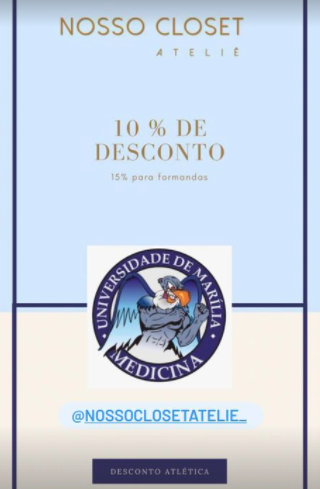 NOSSO CLOSET
ATELIÊ
10 % DE
DESCONTO
15% para formandas
UNIVERSIDADE DE MARÍLIA
MEDICINA
@NOSSOCLOSETATELIE_
DESCONTO ATLÉTICA